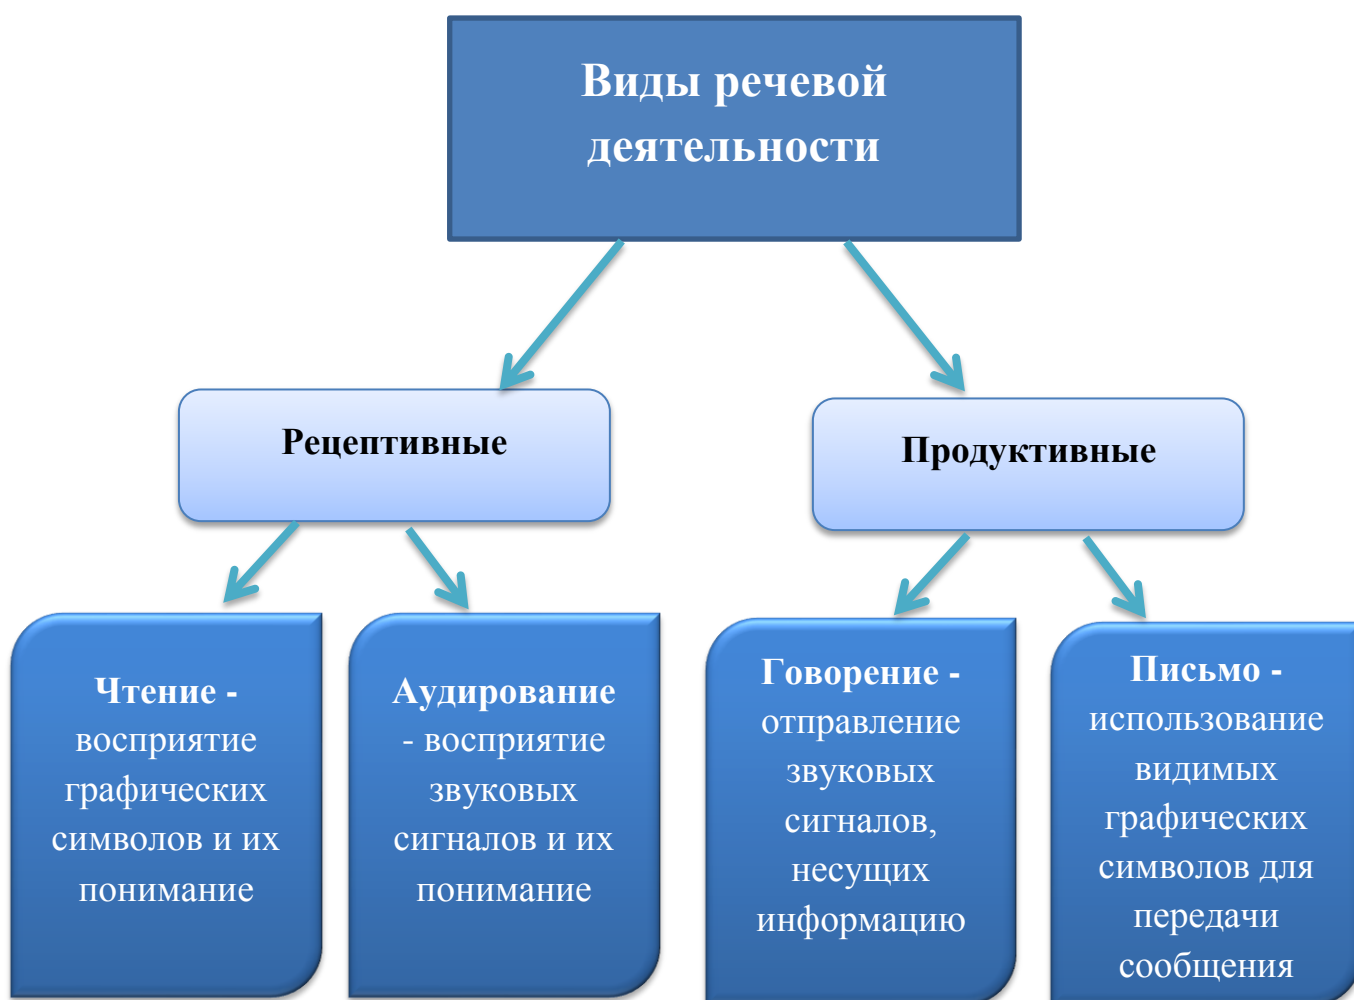 Виды речевой
деятельности
Рецептивные
Продуктивные
Чтение -
восприятие
графических
символов и их
понимание
Аудирование
- восприятие
звуковых
сигналов и их
понимание
Говорение -
отправление
звуковых
сигналов,
несущих
информацию
Письмо -
использование
видимых
графических
символов для
передачи
сообщения